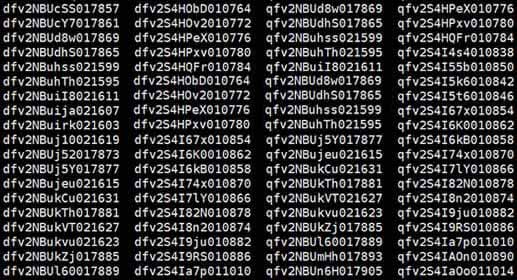 dfv2NBUcSS017857 dfv2S4HObD010764 qfv2NBUd8w017869 qfv2S4HPeX010776
dfv2NBUcY7017861 dfv2S4HOv2010772 qfv2NBUdhS017865 qfv2S4HPxv010780
dfv2NBUd8w017869 dfv2S4HPeX010776 qfv2NBUhss021599 qfv2S4HQFr010784
dfv2NBUdhS017865 dfv2S4HPxv010780 qfv2NBUhTh021595 qfv2S4I4s4010838
dfv2NBUhss021599 dfv2S4HQFr010784 qfv2NBUiI8021611 qfv2S4I55b010850
dfv2NBUhTh021595 dfv2S4HObD010764 qfv2NBUd8w017869 qfv2S4I5k6010842
dfv2NBUiI8021611 dfv2S4HOv2010772 qfv2NBUdhS017865 qfv2S4I5t6010846
dfv2NBUija021607 dfv2S4HPeX010776 qfv2NBUhss021599 qfv2S4I67x010854
dfv2NBUirk021603 dfv2S4HPxv010780 qfv2NBUhTh021595 qfv2S4I6K0010862
dfv2NBUj10021619 dfv2S4I67x010854 qfv2NBUj5Y017877 qfv2S4I6kB010858
dfv2NBUj52017873 dfv2S4I6K0010862 qfv2NBUjeu021615 qfv2S4I74x010870
dfv2NBUj5Y017877 dfv2S4I6kB010858 qfv2NBUkCu021631 qfv2S4I7lY010866
dfv2NBUjeu021615 dfv2S4I74x010870 qfv2NBUkTh017881 qfv2S4I82N010878
dfv2NBUkCu021631 dfv2S4I7lY010866 qfv2NBUkVT021627 qfv2S4I8n2010874
dfv2NBUkTh017881 dfv2S4I82N010878 qfv2NBUkvu021623 qfv2S4I9ju010882
dfv2NBUkVT021627 dfv2S4I8n2010874 qfv2NBUkZj017885 qfv2S4I9RS010886
dfv2NBUkvu021623 dfv2S4I9ju010882 qfv2NBUl60017889 qfv2S4Ia7p011010
dfv2NBUkZj017885 dfv2S4I9RS010886 qfv2NBUmHh017893 qfv2S4IAOn010890
dfv2NBUl60017889 dfv2S4Ia7p011010 qfv2NBUn6H017905 qfv2S4IaOo011014